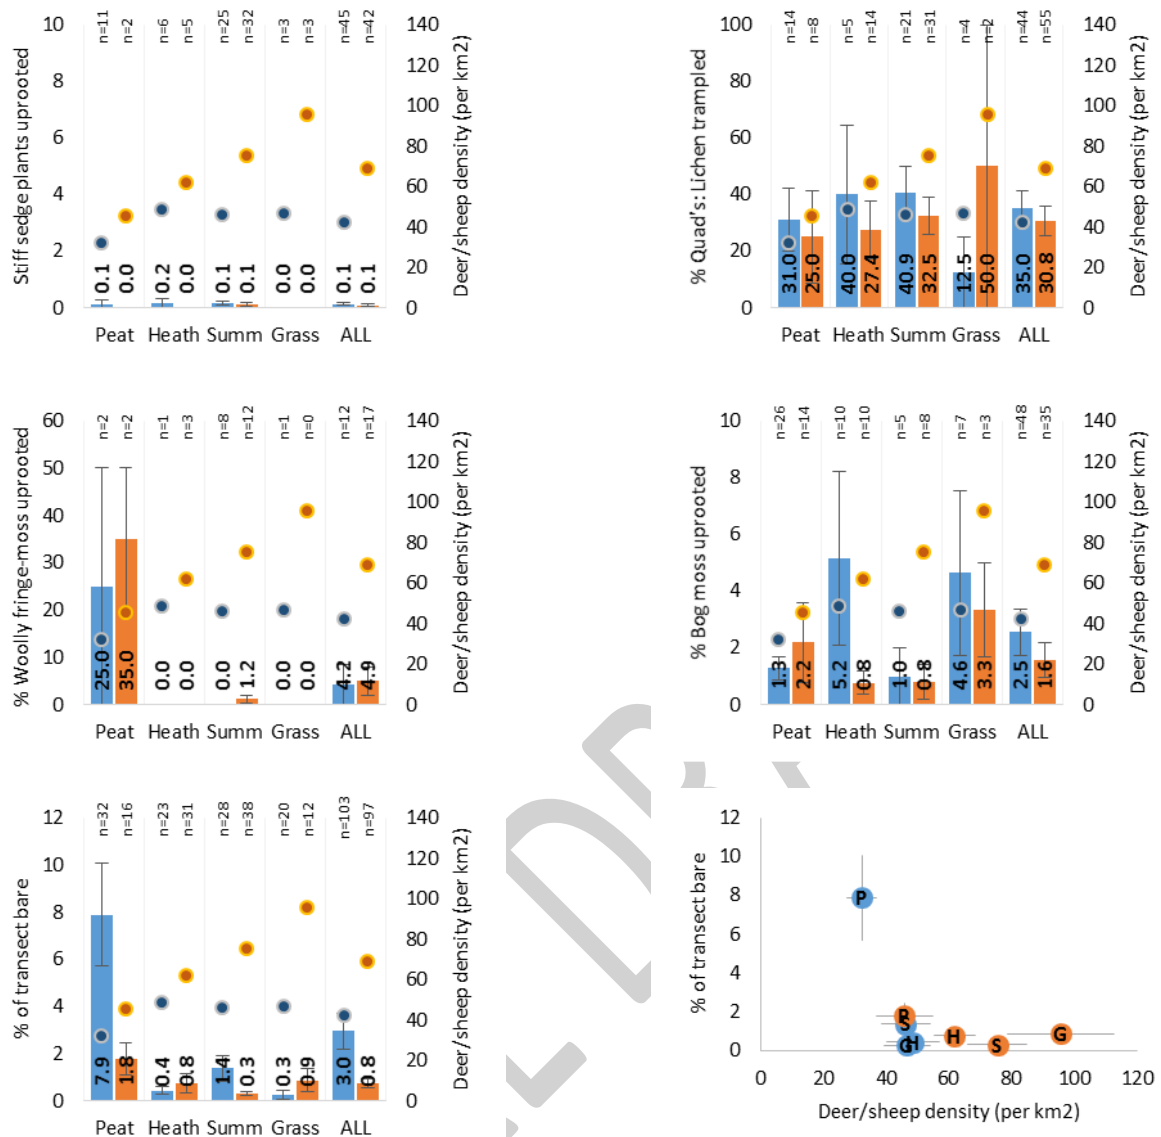 Stiff sedge plants uprooted
10
8
6
4
2
0
n=11
n=2
n=6
n=5
n=25
n=32
n=3
n=3
n=45
n=42
0.1
0.0
0.2
0.0
0.1
0.1
0.0
0.0
0.1
0.1
Peat
Heath
Summ
Grass
ALL
140
120
100
80
60
40
20
0
Deer/sheep density (per km2)
% Quad's: Lichen trampled
100
80
60
40
20
0
n=14
n=8
n=5
n=14
n=21
n=31
n=4
n=2
n=44
n=55
31.0
25.0
40.0
27.4
40.9
32.5
12.5
50.0
35.0
30.8
Peat
Heath
Summ
Grass
ALL
140
120
100
80
60
40
20
0
Deer/sheep density (per km2)
% Woolly fringe-moss uprooted
60
50
40
30
20
10
0
n=2
n=2
n=1
n=3
n=8
n=12
n=1
n=0
n=12
n=17
25.0
35.0
0.0
0.0
0.0
1.2
0.0
0.0
4.2
4.9
Peat
Heath
Summ
Grass
ALL
140
120
100
80
60
40
20
0
Deer/sheep density (per km2)
% Bog moss uprooted
10
8
6
4
2
0
n=26
n=14
n=10
n=10
n=5
n=8
n=7
n=3
n=48
n=35
1.3
2.2
5.2
0.8
1.0
0.8
4.6
3.3
2.5
1.6
Peat
Heath
Summ
Grass
ALL
140
120
100
80
60
40
20
0
Deer/sheep density (per km2)
% of transect bare
12
10
8
6
4
2
0
n=32
n=16
n=23
n=31
n=28
n=38
n=20
n=12
n=103
n=97
7.9
1.8
0.4
0.8
1.4
0.3
0.3
0.9
3.0
0.8
Peat
Heath
Summ
Grass
ALL
140
120
100
80
60
40
20
0
Deer/sheep density (per km2)
% of transect bare
12
10
8
6
4
2
0
P
P
S
G
H
H
S
G
0
20
40
60
80
100
120
Deer/sheep density (per km2)